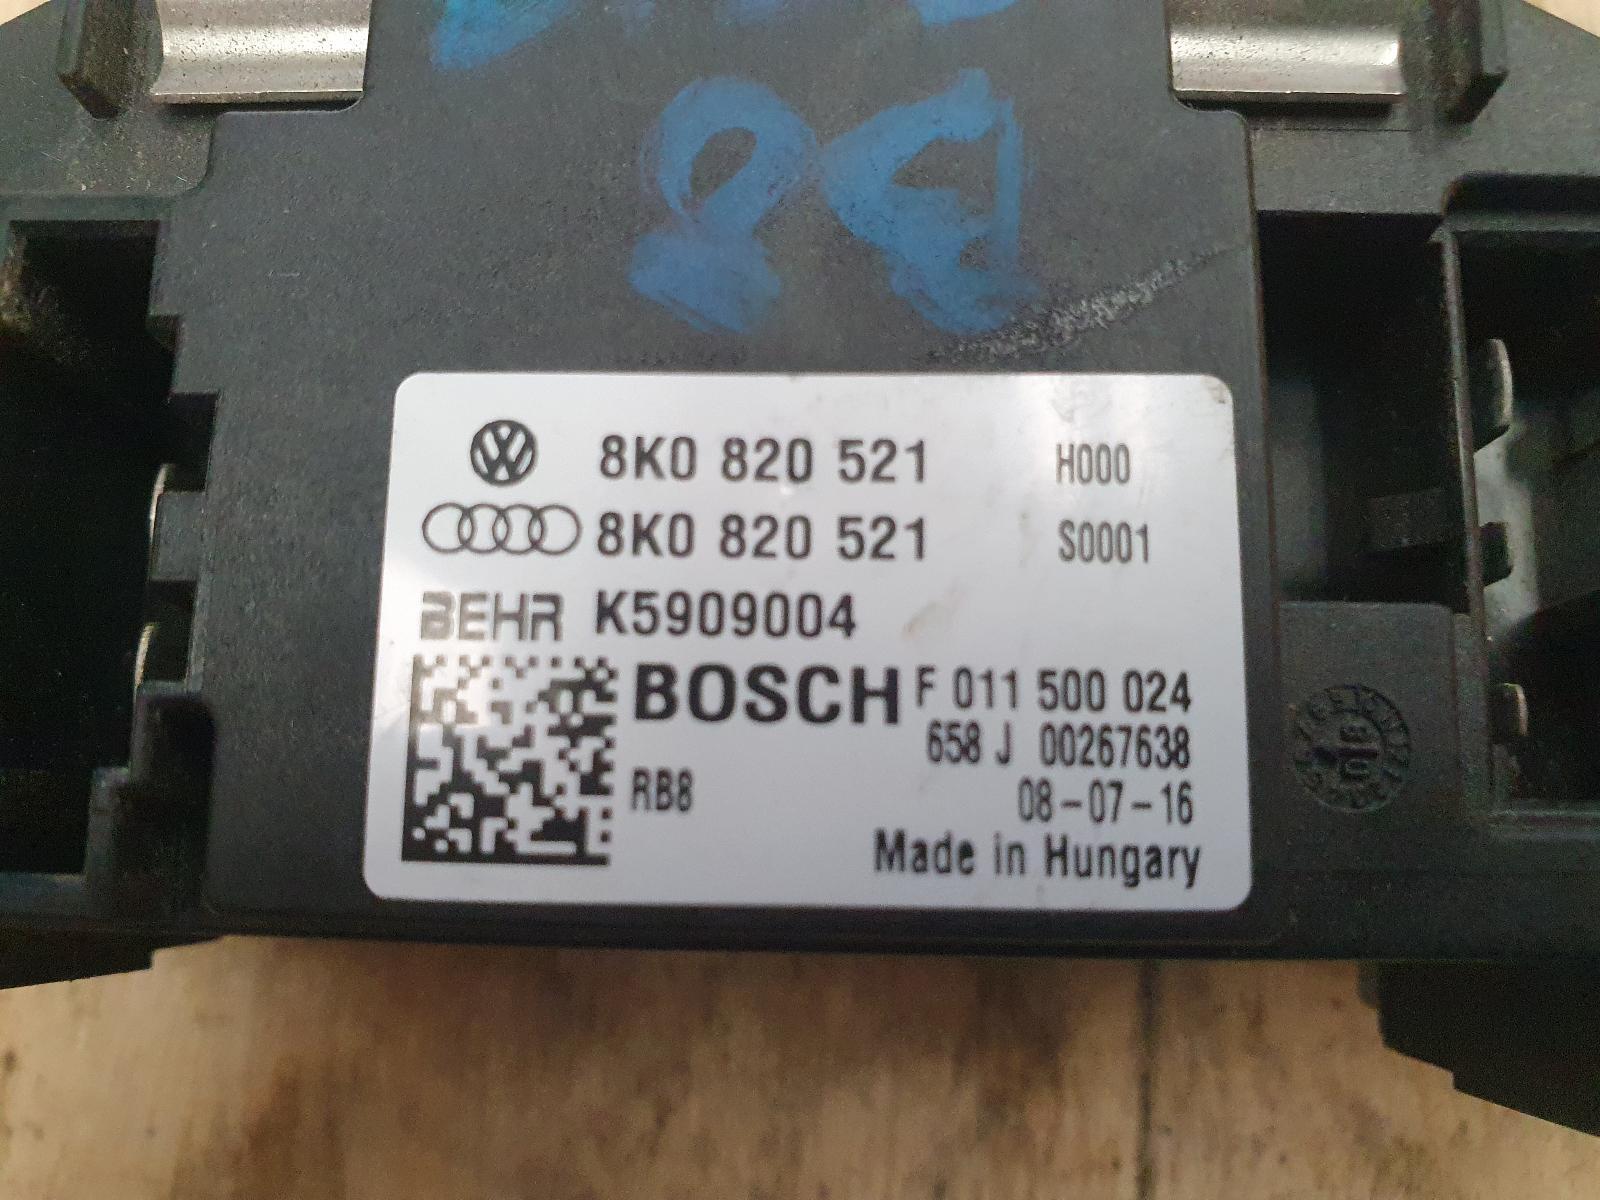 8K0 820 521 H000
8K0 820 521 S0001
BEHR K5909004
BOSCH F 011 500 024
658 J 00267638
RB8 08-07-16
Made in Hungary